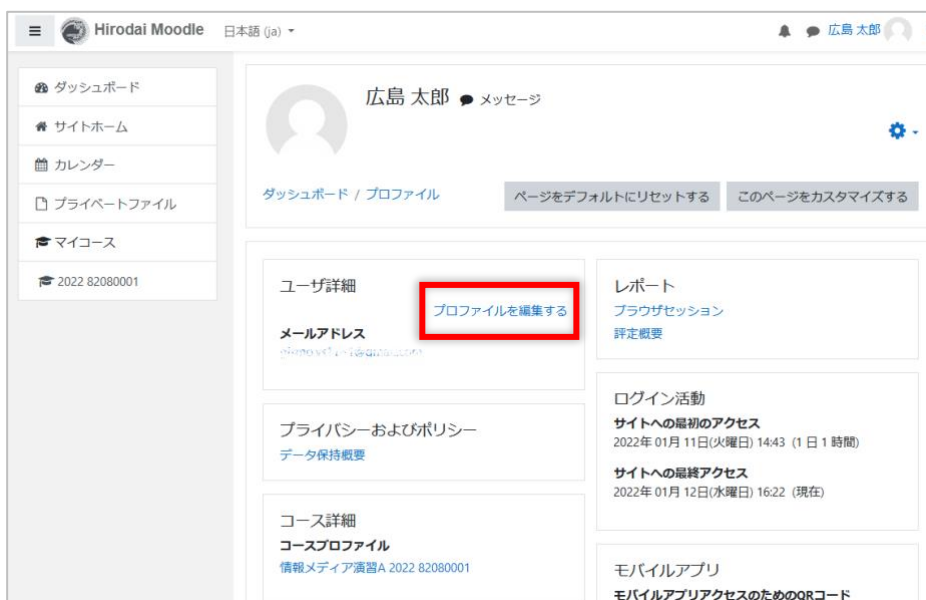 Hirodai Moodle 日本語 (ja)
広島 太郎
ダッシュボード
サイトホーム
カレンダー
プライベートファイル
マイコース
2022 82080001
広島 太郎 メッセージ
ダッシュボード / プロファイル
ページをデフォルトにリセットする
このページをカスタマイズする
ユーザ詳細
プロファイルを編集する
メールアドレス
プライバシーおよびポリシー
データ保持概要
コース詳細
コースプロファイル
情報メディア演習A 2022 82080001
レポート
ブラウザセッション
評定概要
ログイン活動
サイトへの最初のアクセス
2022年 01月 11日(火曜日) 14:43 (1 日 1 時間)
サイトへの最終アクセス
2022年 01月 12日(水曜日) 16:22 (現在)
モバイルアプリ
モバイルアプリアクセスのためのQRコード